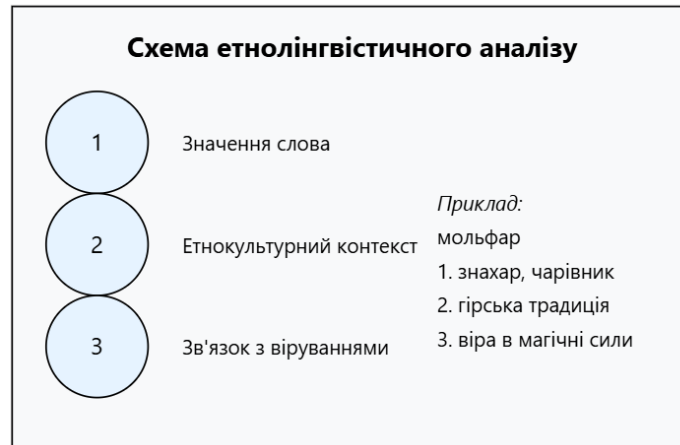 Схема етнолінгвістичного аналізу
1
Значення слова
2
Етнокультурний контекст
3
Зв'язок з віруваннями
Приклад:
мольфар
1. знахар, чарівник
2. гірська традиція
3. віра в магічні сили